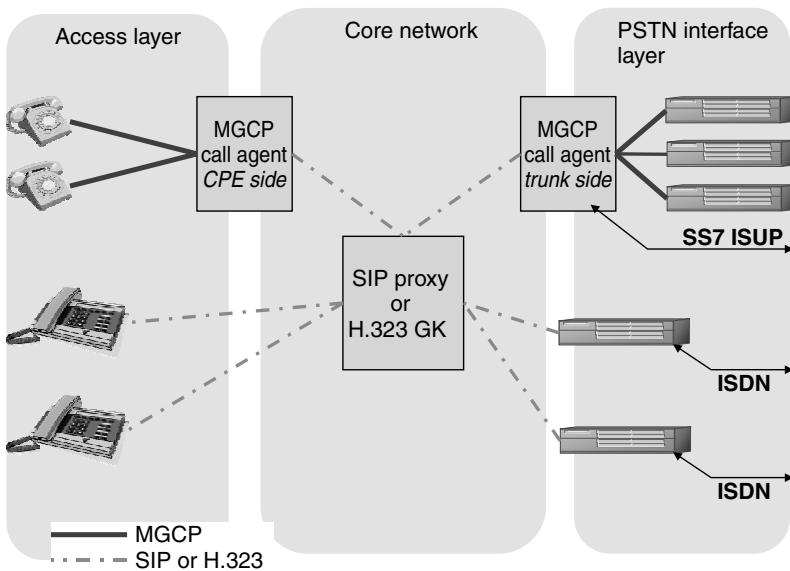 Access layer
Core network
PSTN interface
layer
MGCP
call agent
CPE side
MGCP
call agent
trunk side
SS7 ISUP
SIP proxy
or
H.323 GK
ISDN
ISDN
MGCP
SIP or H.323